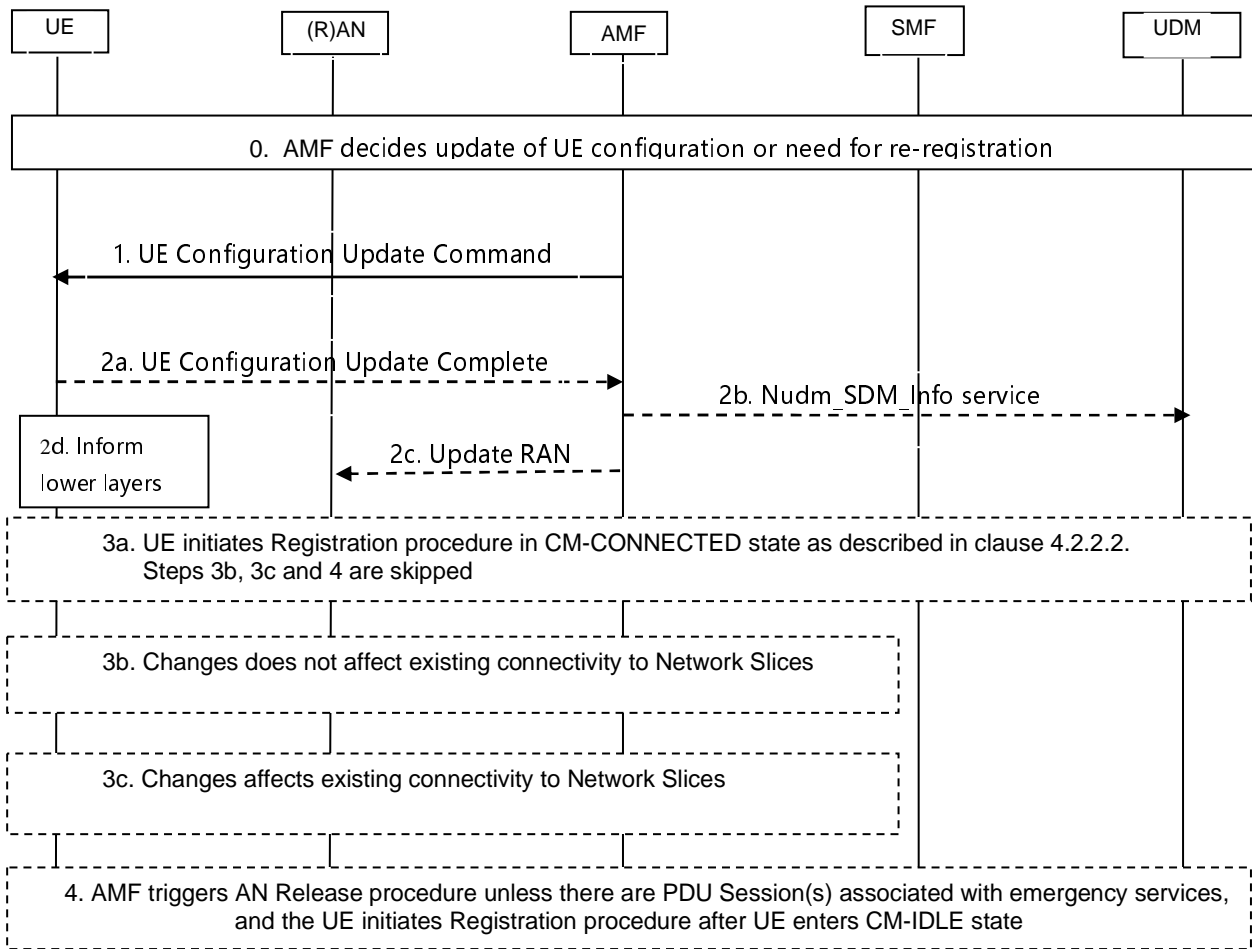 UE
(R)AN
AMF
SMF
UDM
0. AMF decides update of UE configuration or need for re-registration
1. UE Configuration Update Command
2a. UE Configuration Update Complete
2b. Nudm_SDM_Info service
2c. Update RAN
2d. Inform
lower layers
3a. UE initiates Registration procedure in CM-CONNECTED state as described in clause 4.2.2.2.
Steps 3b, 3c and 4 are skipped
3b. Changes does not affect existing connectivity to Network Slices
3c. Changes affects existing connectivity to Network Slices
4. AMF triggers AN Release procedure unless there are PDU Session(s) associated with emergency services,
and the UE initiates Registration procedure after UE enters CM-IDLE state